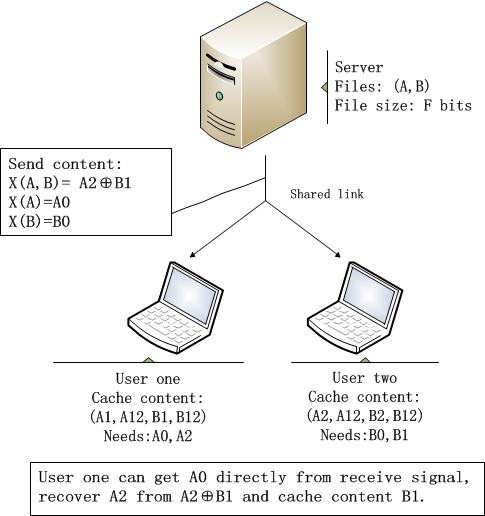 Server
Files: (A,B)
File size: F bits
Send content:
X(A,B)= A2⊕B1
X(A)=A0
X(B)=B0
Shared link
User one
Cache content:
(A1,A12,B1,B12)
Needs:A0,A2
User two
Cache content:
(A2,A12,B2,B12)
Needs:B0,B1
User one can get A0 directly from receive signal,
recover A2 from A2⊕B1 and cache content B1.